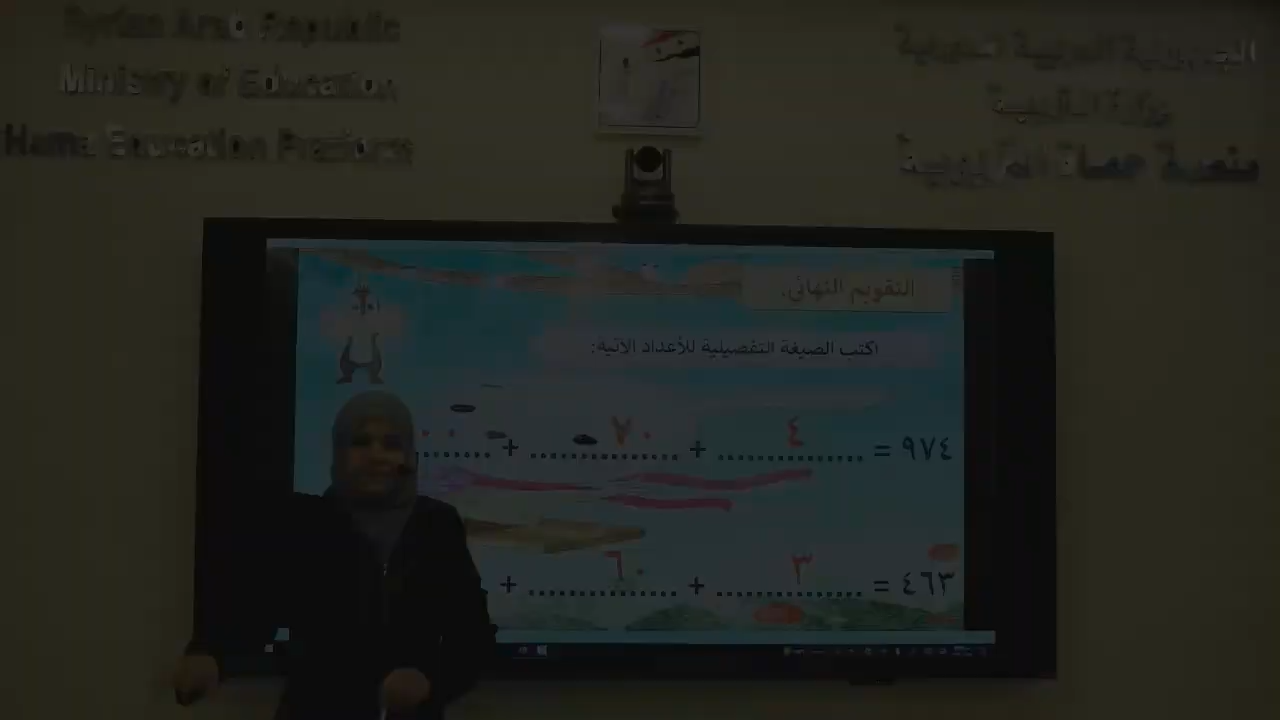 Syrian Arab Republic
Ministry of Education
Hama Education Platform
الجمهورية العربية السورية
وزارة التربية
منصة حماة التربوية
التقويم النهائي.
اكتب الصيغة التفصيلية للأعداد الآتية:
٩٧٤ = ٤ + ٧٠ +
٤٦٣ = ٣ + ٦٠ +